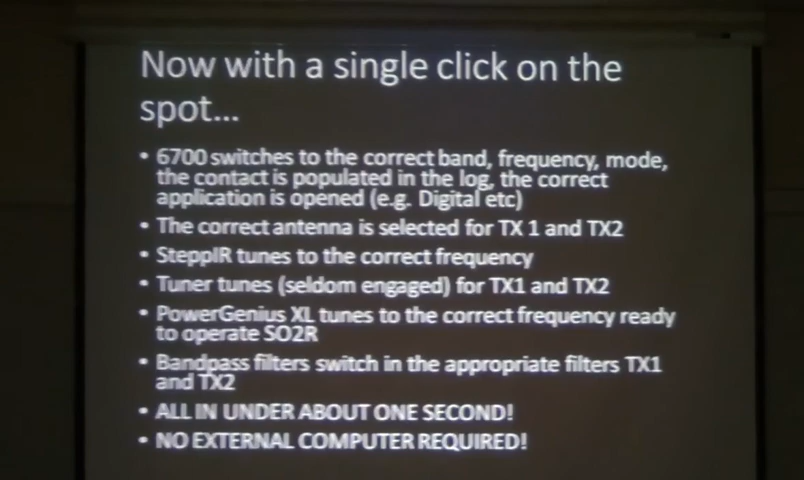 Now with a single click on the
spot...
• 6700 switches to the correct band, frequency, mode,
the contact is populated in the log, the correct
application is opened (e.g. Digital etc)
• The correct antenna is selected for TX 1 and TX2
• SteppIR tunes to the correct frequency
• Tuner tunes (seldom engaged) for TX1 and TX2
• PowerGenius XL tunes to the correct frequency ready
to operate SO2R
• Bandpass filters switch in the appropriate filters TX1
and TX2
• ALL IN UNDER ABOUT ONE SECOND!
• NO EXTERNAL COMPUTER REQUIRED!